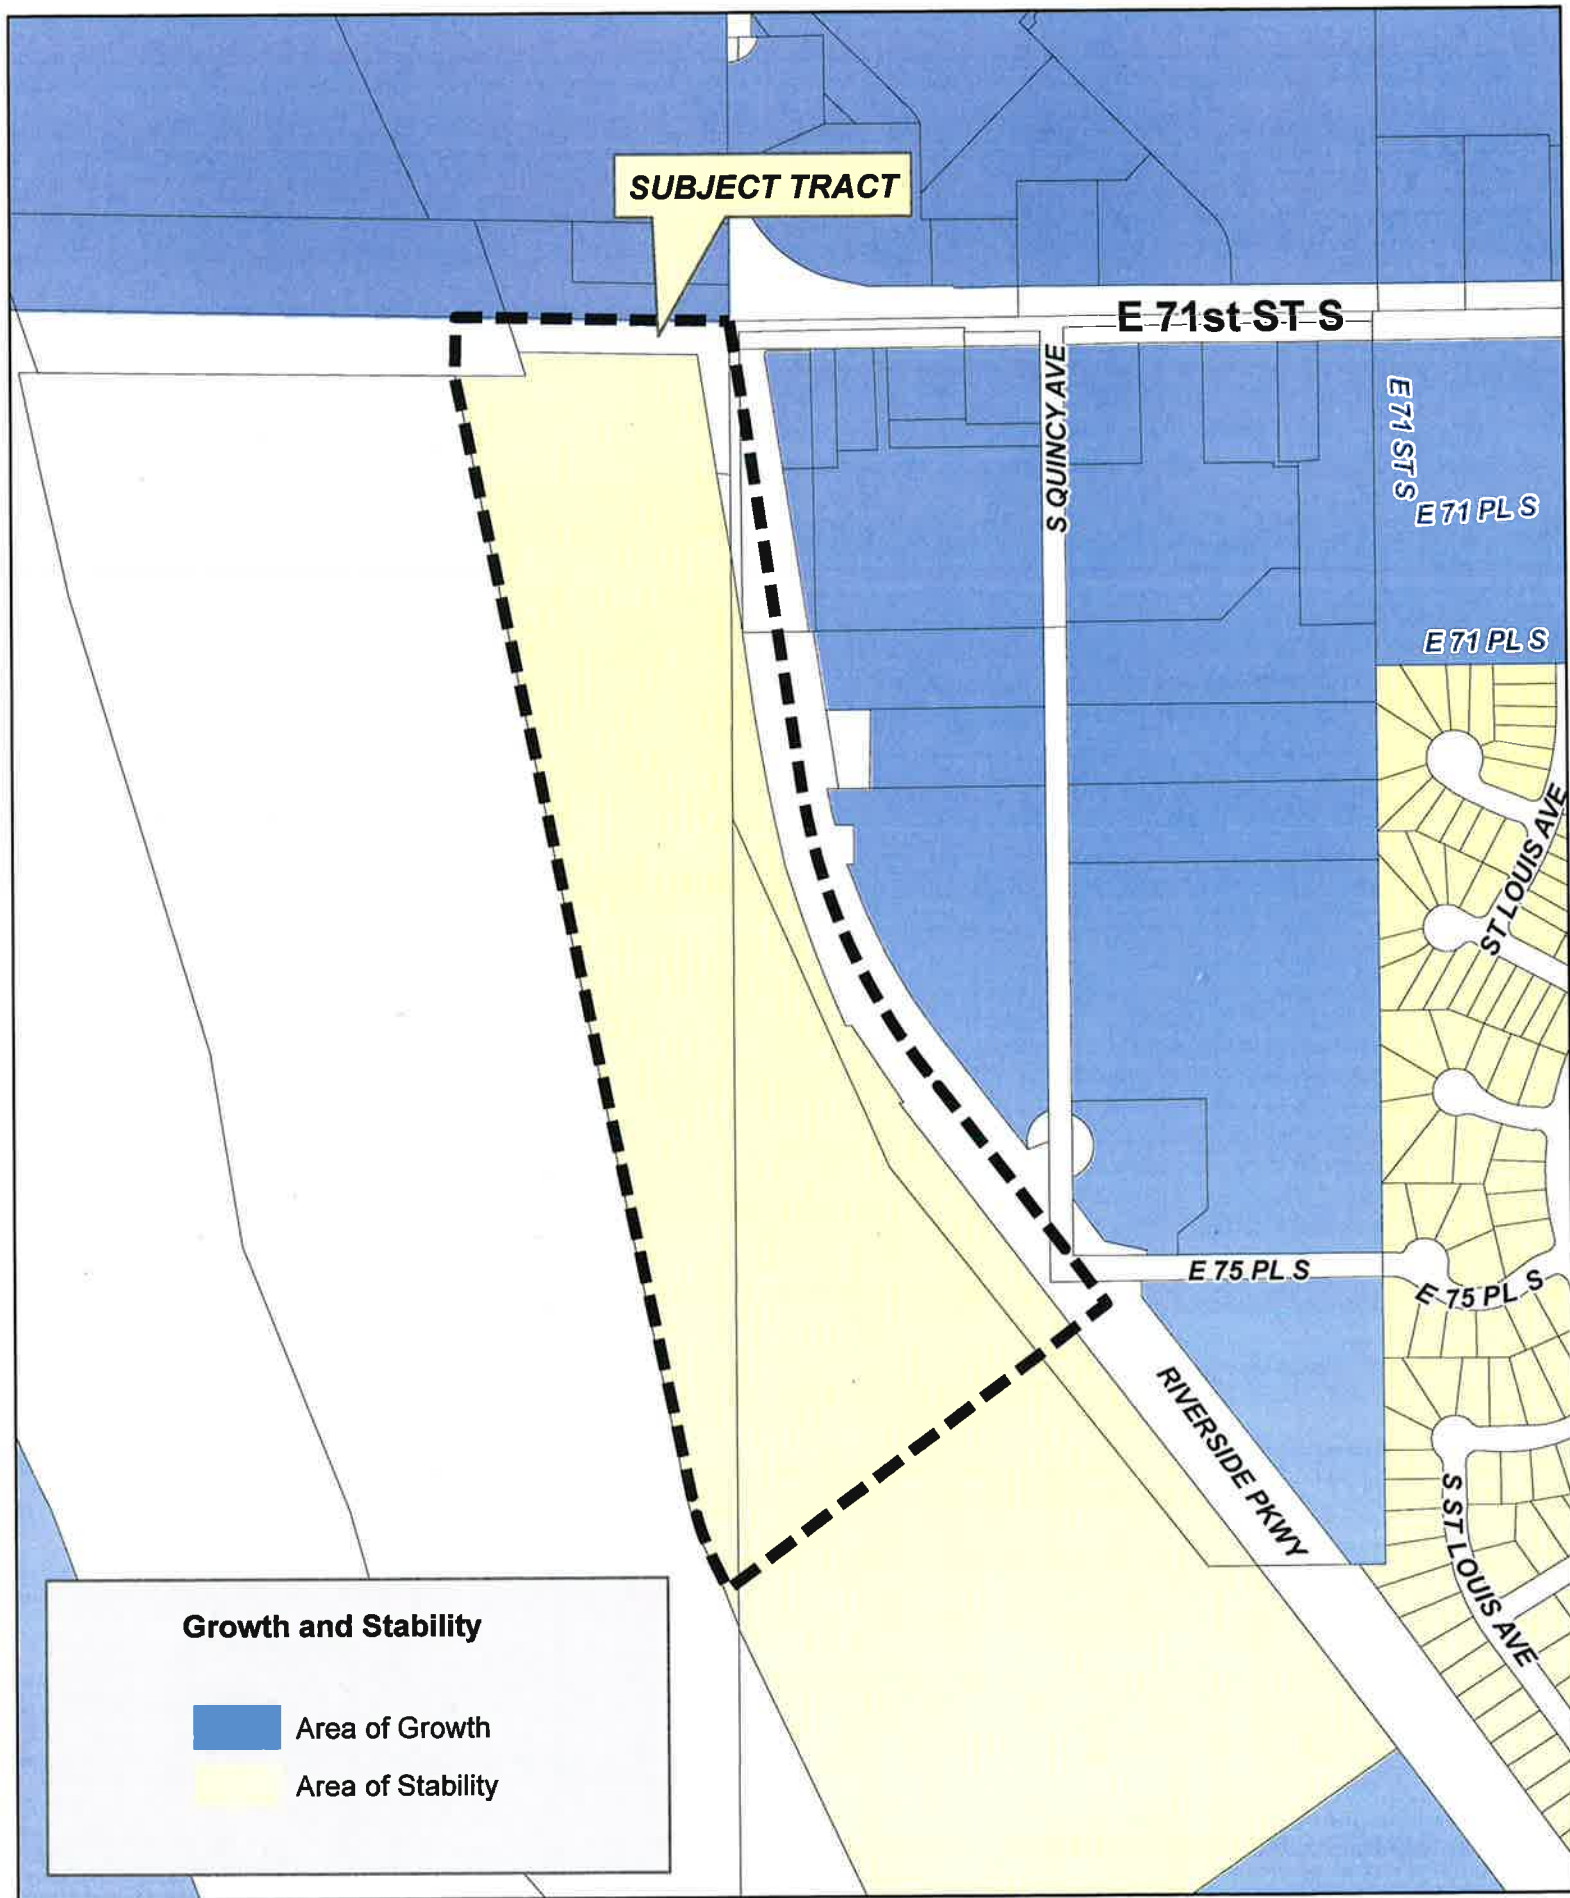 SUBJECT TRACT
E 71st ST S
S QUINCY AVE
E 71 ST S
E 71 PL S
E 71 PL S
ST LOUIS AVE
E 75 PL S
E 75 PL S
RIVERSIDE PKWY
S ST LOUIS AVE
Growth and Stability
Area of Growth
Area of Stability